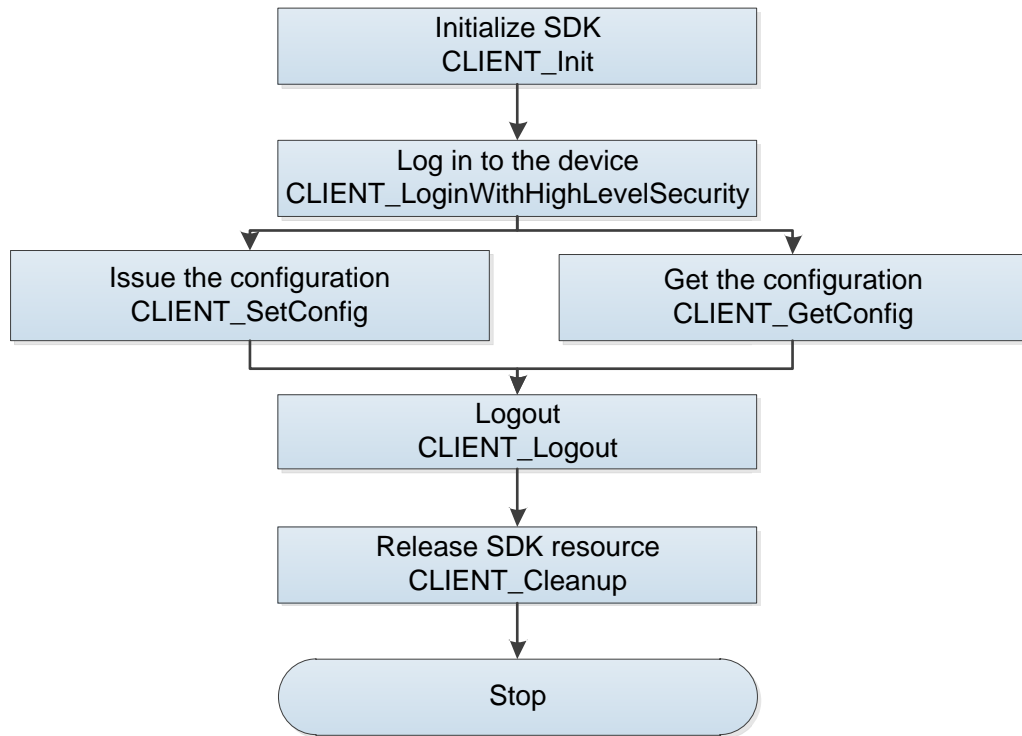 Initialize SDK
CLIENT_Init
Log in to the device
CLIENT_LoginWithHighLevelSecurity
Issue the configuration
CLIENT_SetConfig
Get the configuration
CLIENT_GetConfig
Logout
CLIENT_Logout
Release SDK resource
CLIENT_Cleanup
Stop